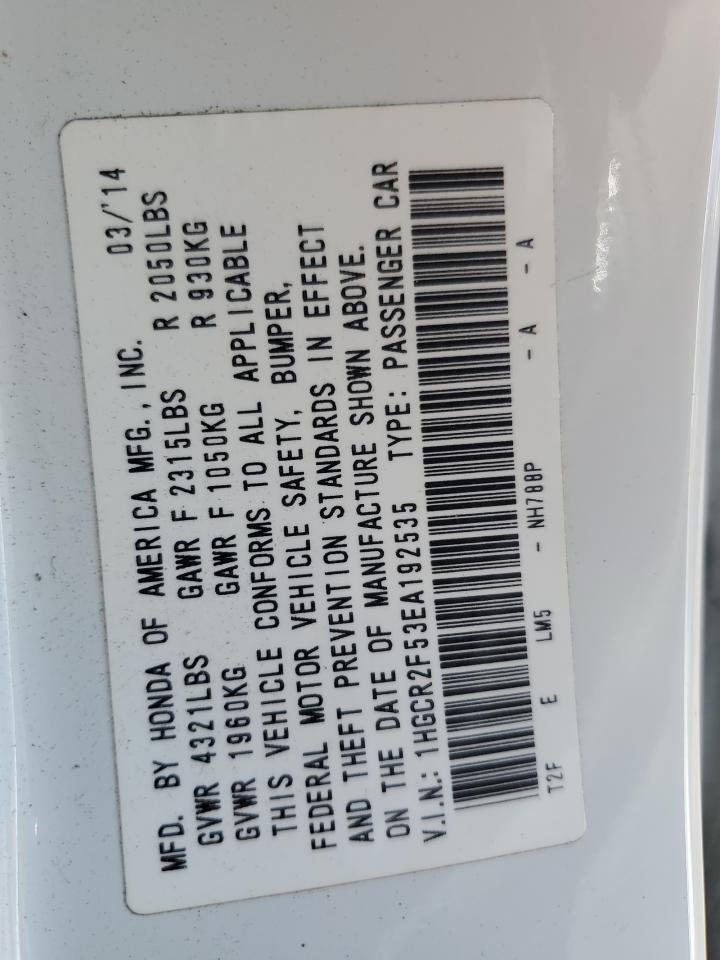 MFD. BY HONDA OF AMERICA MFG., INC. 03/'14
GVWR 4321LBS GAWR F 2315LBS R 2050LBS
GVWR 1960KG GAWR F 1050KG R 930KG
THIS VEHICLE CONFORMS TO ALL APPLICABLE
FEDERAL MOTOR VEHICLE SAFETY, BUMPER,
AND THEFT PREVENTION STANDARDS IN EFFECT
ON THE DATE OF MANUFACTURE SHOWN ABOVE.
V.I.N.: 1HGCR2F53EA192535 TYPE: PASSENGER CAR
T2F E LM5 - NH788P - A - A